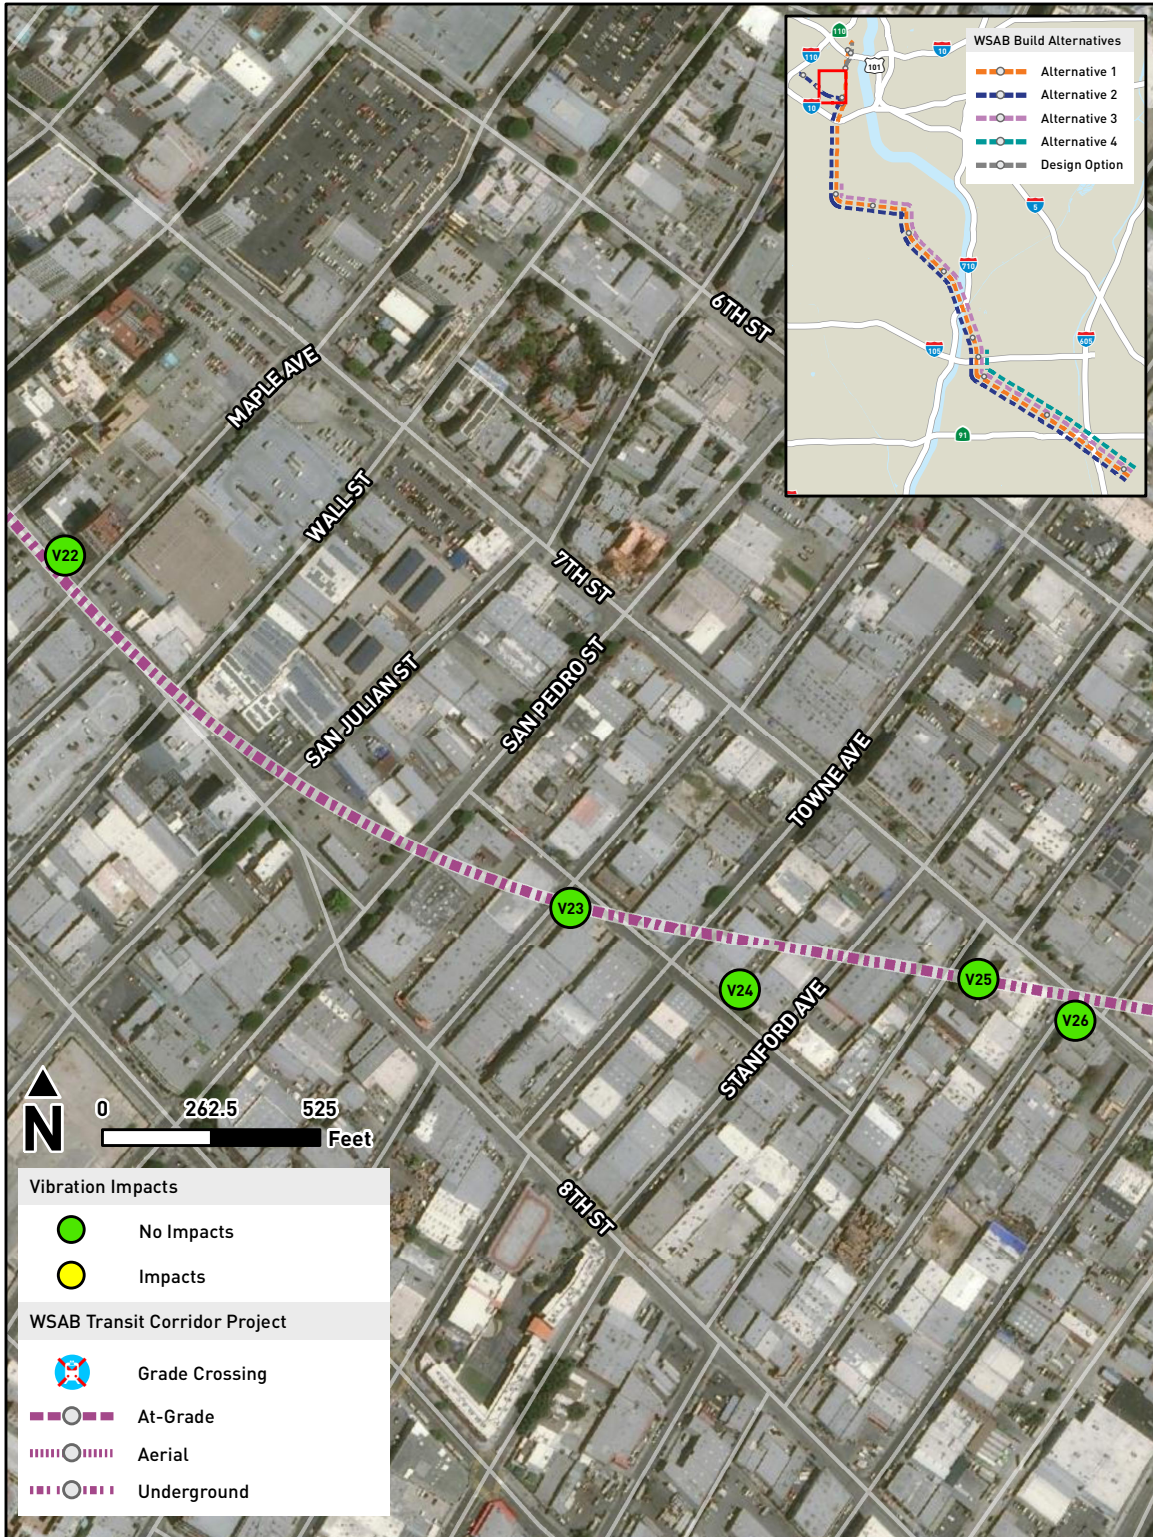 110
110
10
101
10
5
710
105
605
91
WSAB Build Alternatives
Alternative 1
Alternative 2
Alternative 3
Alternative 4
Design Option
6TH ST
MAPLE AVE
WALL ST
7TH ST
SAN JULIAN ST
SAN PEDRO ST
TOWNE AVE
STANFORD AVE
8TH ST
V22
V23
V24
V25
V26
N
0 262.5 525
Feet
Vibration Impacts
No Impacts
Impacts
WSAB Transit Corridor Project
Grade Crossing
At-Grade
Aerial
Underground